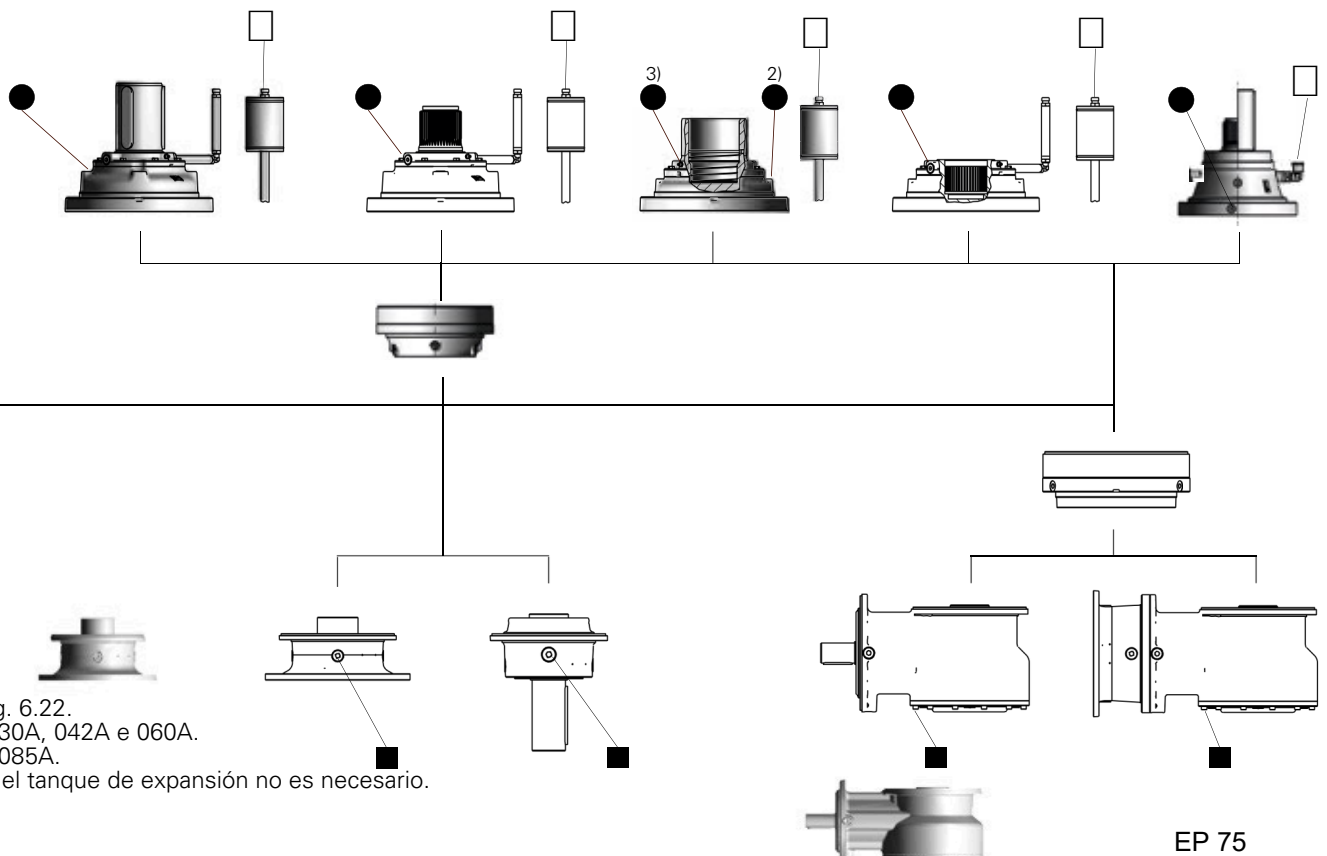 3)
2)
g. 6.22.
30A, 042A e 060A.
085A.
el tanque de expansión no es necesario.
EP 75